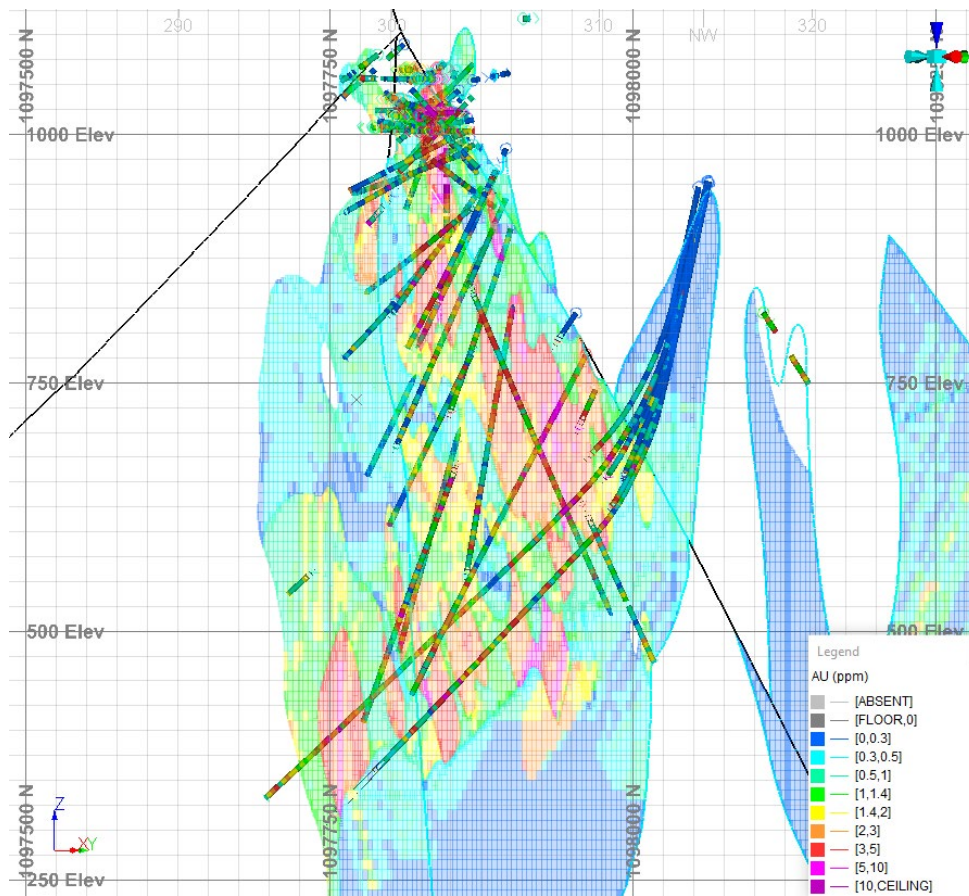 290
300
310
NW
320
1097500 N
1097750 N
1098000 N
1000 Elev
1000 Elev
750 Elev
750 Elev
500 Elev
500 Elev
Legend
AU (ppm)
[ABSENT]
[FLOOR,0]
[0,0.3]
[0.3,0.5]
[0.5,1]
[1,1.4]
[1.4,2]
[2,3]
[3,5]
[5,10]
[10,CEILING]
Z
X
Y
1097500 N
1097750 N
1098000 N
250 Elev